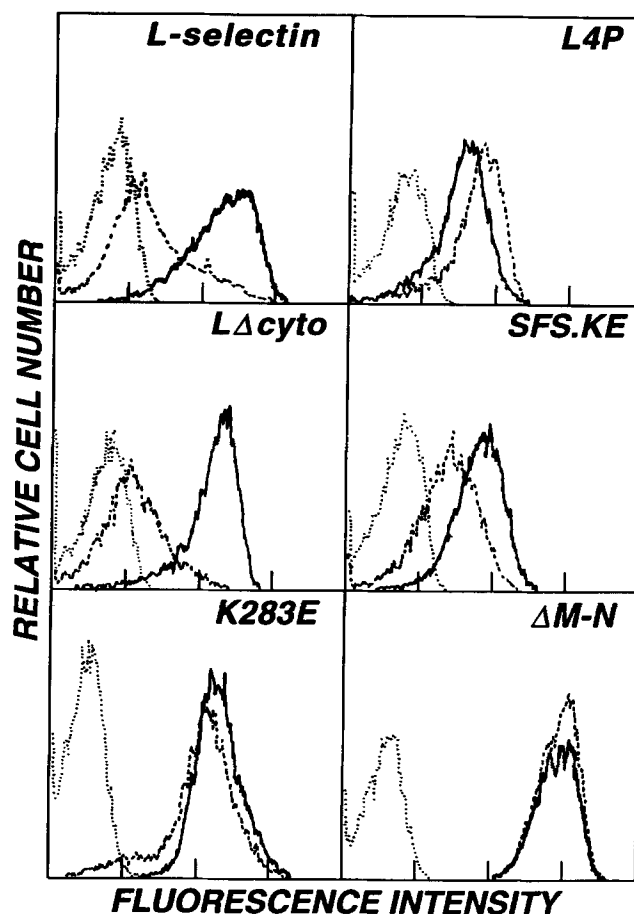 L-selectin
L4P
LΔcyto
SFS.KE
K283E
ΔM-N
RELATIVE CELL NUMBER
FLUORESCENCE INTENSITY